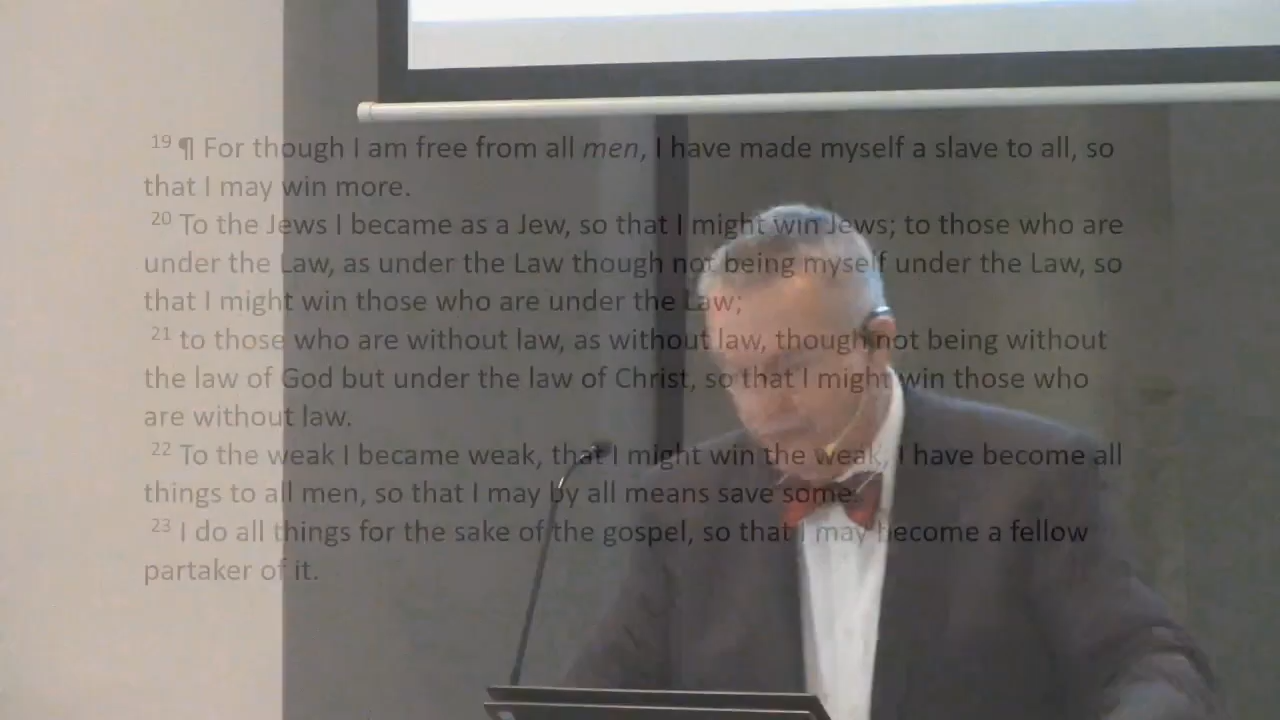 19 ¶ For though I am free from all men, I have made myself a slave to all, so
that I may win more.
20 To the Jews I became as a Jew, so that I might win Jews; to those who are
under the Law, as under the Law though not being myself under the Law, so
that I might win those who are under the Law;
21 to those who are without law, as without law, though not being without
the law of God but under the law of Christ, so that I might win those who
are without law.
22 To the weak I became weak, that I might win the weak, I have become all
things to all men, so that I may by all means save some.
23 I do all things for the sake of the gospel, so that I may become a fellow
partaker of it.